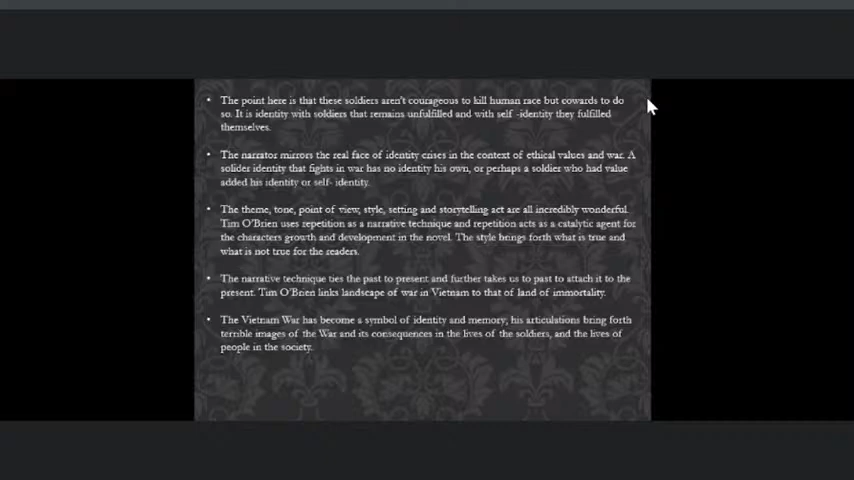 • The point here is that these soldiers aren't courageous to kill human race but cowards to do
so. It is identity with soldiers that remains unfulfilled and with self -identity they fulfilled
themselves.
• The narrator mirrors the real face of identity crises in the context of ethical values and war. A
solider identity that fights in war has no identity his own, or perhaps a soldier who had value
added his identity or self- identity.
• The theme, tone, point of view, style, setting and storytelling act are all incredibly wonderful.
Tim O'Brien uses repetition as a narrative technique and repetition acts as a catalytic agent for
the characters growth and development in the novel. The style brings forth what is true and
what is not true for the readers.
• The narrative technique ties the past to present and further takes us to past to attach it to the
present. Tim O'Brien links landscape of war in Vietnam to that of land of immortality.
• The Vietnam War has become a symbol of identity and memory, his articulations bring forth
terrible images of the War and its consequences in the lives of the soldiers, and the lives of
people in the society.